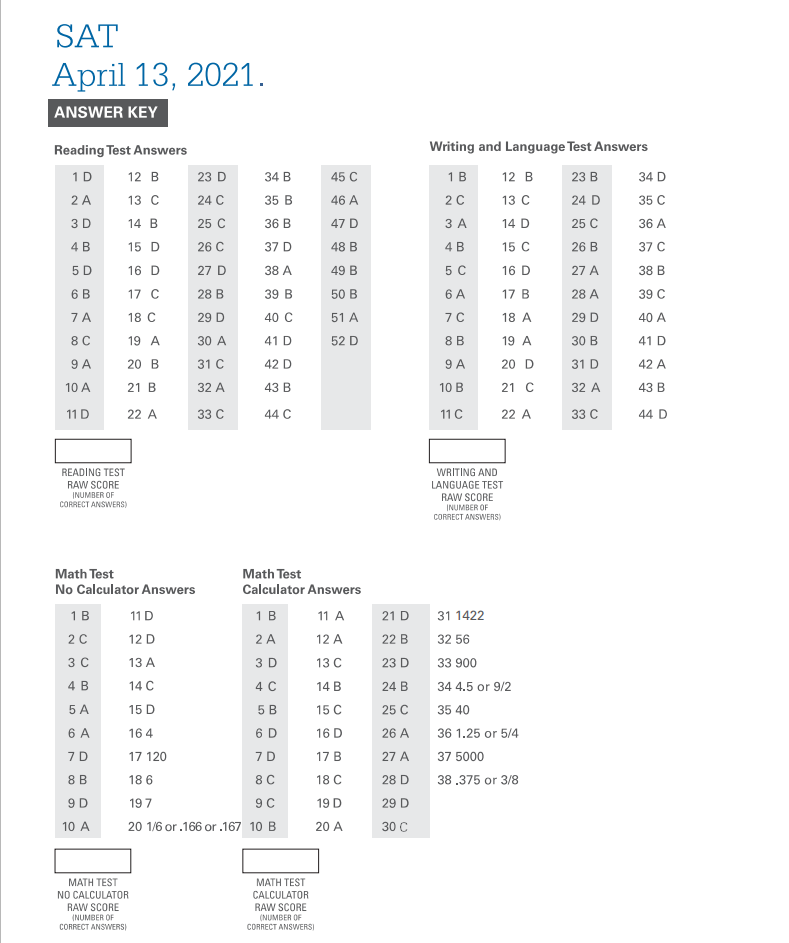 SAT
April 13, 2021.
ANSWER KEY
Reading Test Answers
1 D 12 B 23 D 34 B 45 C
2 A 13 C 24 C 35 B 46 A
3 D 14 B 25 C 36 B 47 D
4 B 15 D 26 C 37 D 48 B
5 D 16 D 27 D 38 A 49 B
6 B 17 C 28 B 39 B 50 B
7 A 18 C 29 D 40 C 51 A
8 C 19 A 30 A 41 D 52 D
9 A 20 B 31 C 42 D
10 A 21 B 32 A 43 B
11 D 22 A 33 C 44 C
READING TEST
RAW SCORE
(NUMBER OF
CORRECT ANSWERS)
Writing and Language Test Answers
1 B 12 B 23 B 34 D
2 C 13 C 24 D 35 C
3 A 14 D 25 C 36 A
4 B 15 C 26 B 37 C
5 C 16 D 27 A 38 B
6 A 17 B 28 A 39 C
7 C 18 A 29 D 40 A
8 B 19 A 30 B 41 D
9 A 20 D 31 D 42 A
10 B 21 C 32 A 43 B
11 C 22 A 33 C 44 D
WRITING AND
LANGUAGE TEST
RAW SCORE
(NUMBER OF
CORRECT ANSWERS)
Math Test
No Calculator Answers
1 B 11 D
2 C 12 D
3 C 13 A
4 B 14 C
5 A 15 D
6 A 16 4
7 D 17 120
8 B 18 6
9 D 19 7
10 A 20 1/6 or .166 or .167
MATH TEST
NO CALCULATOR
RAW SCORE
(NUMBER OF
CORRECT ANSWERS)
Math Test
Calculator Answers
1 B 11 A 21 D 31 1422
2 A 12 A 22 B 32 56
3 D 13 C 23 D 33 900
4 C 14 B 24 B 34 4.5 or 9/2
5 B 15 C 25 C 35 40
6 D 16 D 26 A 36 1.25 or 5/4
7 D 17 B 27 A 37 5000
8 C 18 C 28 D 38 .375 or 3/8
9 C 19 D 29 D
10 B 20 A 30 C
MATH TEST
CALCULATOR
RAW SCORE
(NUMBER OF
CORRECT ANSWERS)